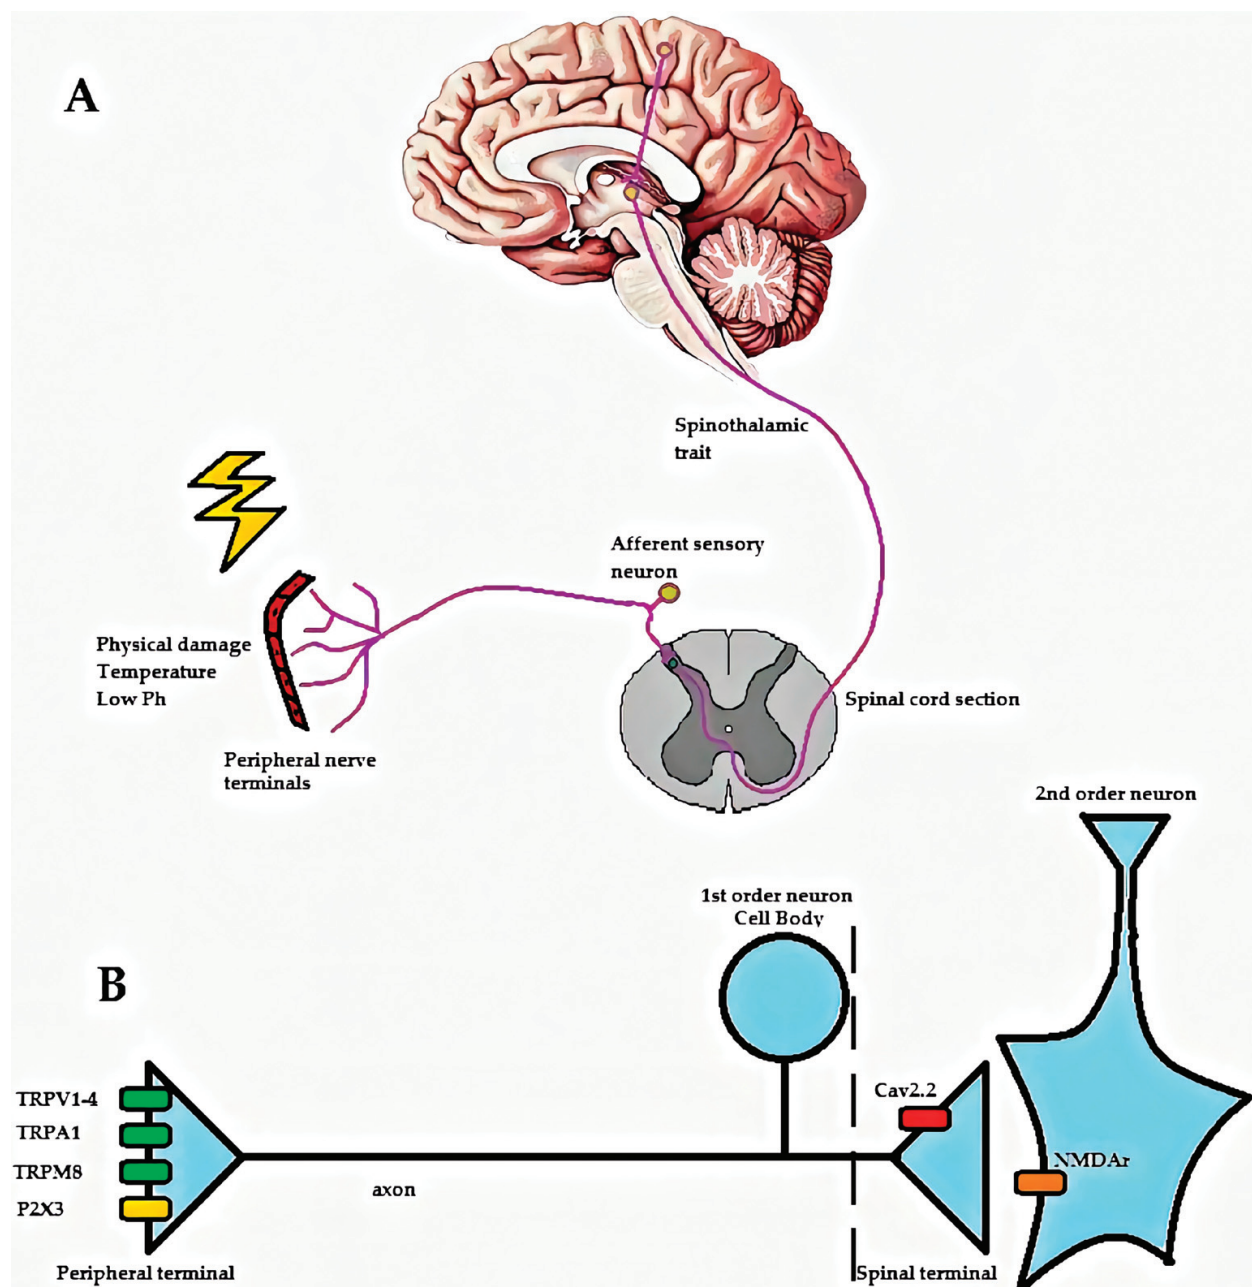 A
Spinothalamic
trait
Afferent sensory
neuron
Physical damage
Temperature
Low Ph
Spinal cord section
Peripheral nerve
terminals
2nd order neuron
1st order neuron
Cell Body
B
TRPV1-4
TRPA1
TRPM8
P2X3
Cav2.2
NMDAr
axon
Peripheral terminal
Spinal terminal